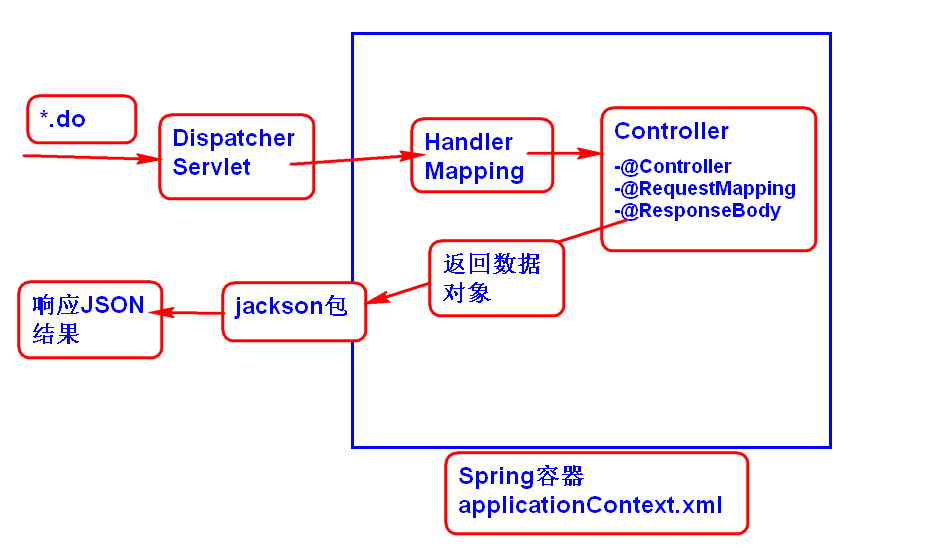 *.do
Dispatcher
Servlet
Handler
Mapping
Controller
-@Controller
-@RequestMapping
-@ResponseBody
返回数据
对象
jackson包
响应JSON
结果
Spring容器
applicationContext.xml